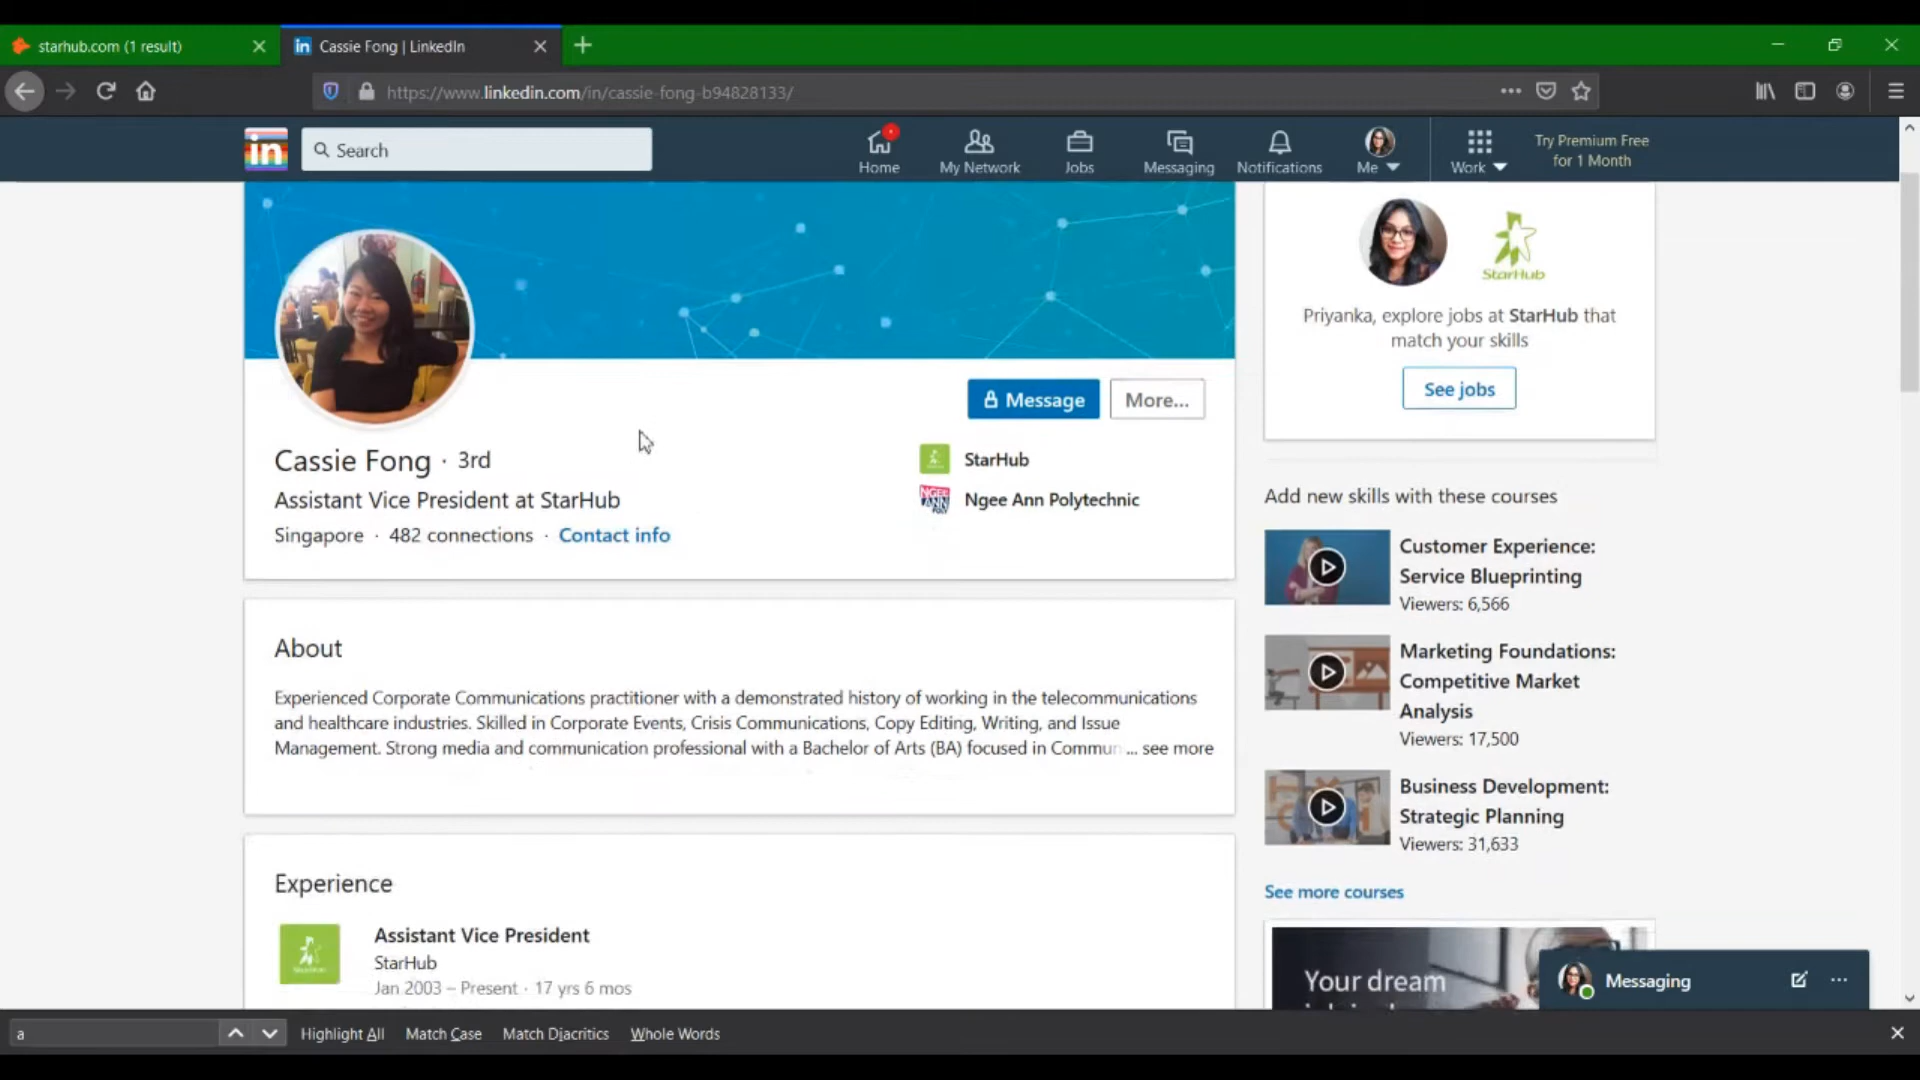 starhub.com (1 result)
Cassie Fong | LinkedIn
https://www.linkedin.com/in/cassie-fong-b94828133/
in
Search
Home
My Network
Jobs
Messaging
Notifications
Me
Work
Try Premium Free
for 1 Month
StarHub
Priyanka, explore jobs at StarHub that
match your skills
See jobs
Message
More...
Cassie Fong · 3rd
Assistant Vice President at StarHub
Singapore · 482 connections · Contact info
StarHub
NGEE
ANN
Ngee Ann Polytechnic
Add new skills with these courses
Customer Experience:
Service Blueprinting
Viewers: 6,566
Marketing Foundations:
Competitive Market
Analysis
Viewers: 17,500
Business Development:
Strategic Planning
Viewers: 31,633
See more courses
About
Experienced Corporate Communications practitioner with a demonstrated history of working in the telecommunications
and healthcare industries. Skilled in Corporate Events, Crisis Communications, Copy Editing, Writing, and Issue
Management. Strong media and communication professional with a Bachelor of Arts (BA) focused in Commun ... see more
Experience
Assistant Vice President
StarHub
Jan 2003 – Present · 17 yrs 6 mos
Your dream
Messaging
a
Highlight All
Match Case
Match Diacritics
Whole Words